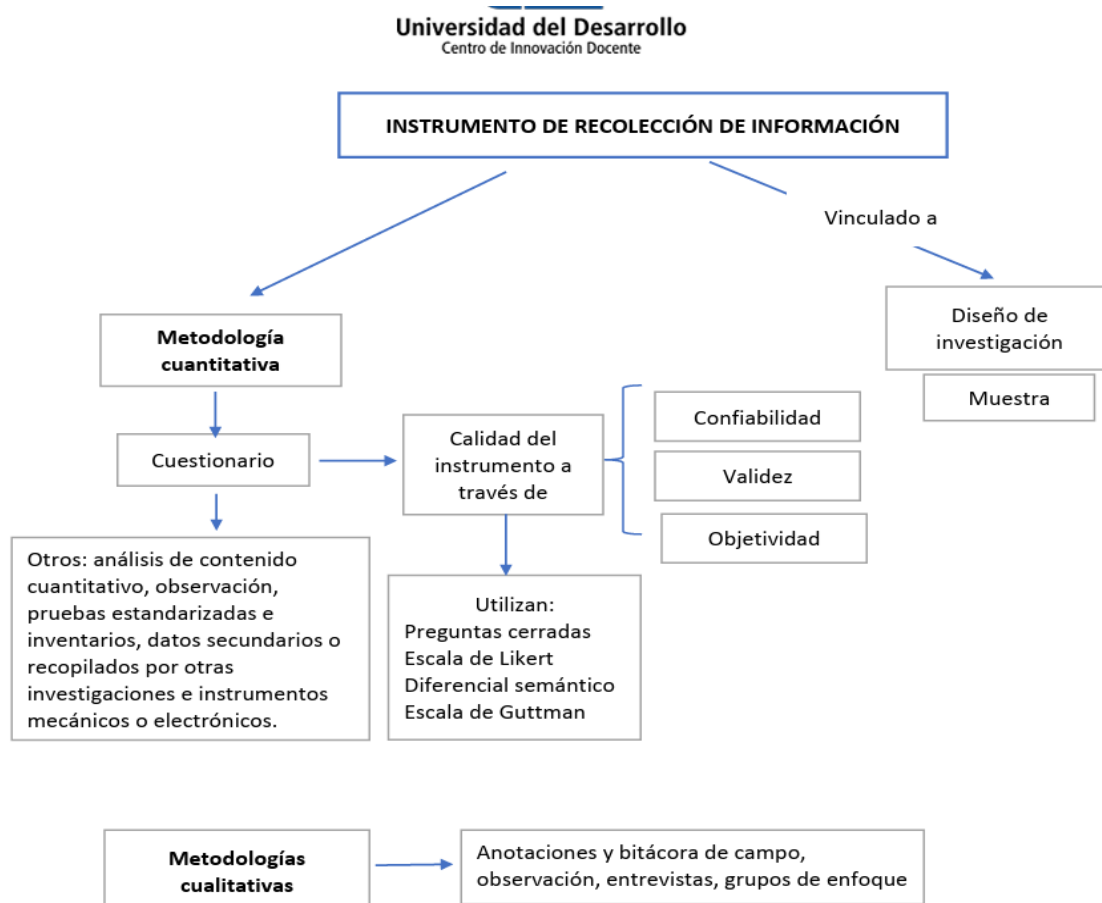 Universidad del Desarrollo
Centro de Innovación Docente
INSTRUMENTO DE RECOLECCIÓN DE INFORMACIÓN
Vinculado a
Metodología
cuantitativa
Diseño de
investigación
Muestra
Cuestionario
Calidad del
instrumento a
través de
Confiabilidad
Validez
Objetividad
Otros: análisis de contenido
cuantitativo, observación,
pruebas estandarizadas e
inventarios, datos secundarios o
recopilados por otras
investigaciones e instrumentos
mecánicos o electrónicos.
Utilizan:
Preguntas cerradas
Escala de Likert
Diferencial semántico
Escala de Guttman
Metodologías
cualitativas
Anotaciones y bitácora de campo,
observación, entrevistas, grupos de enfoque